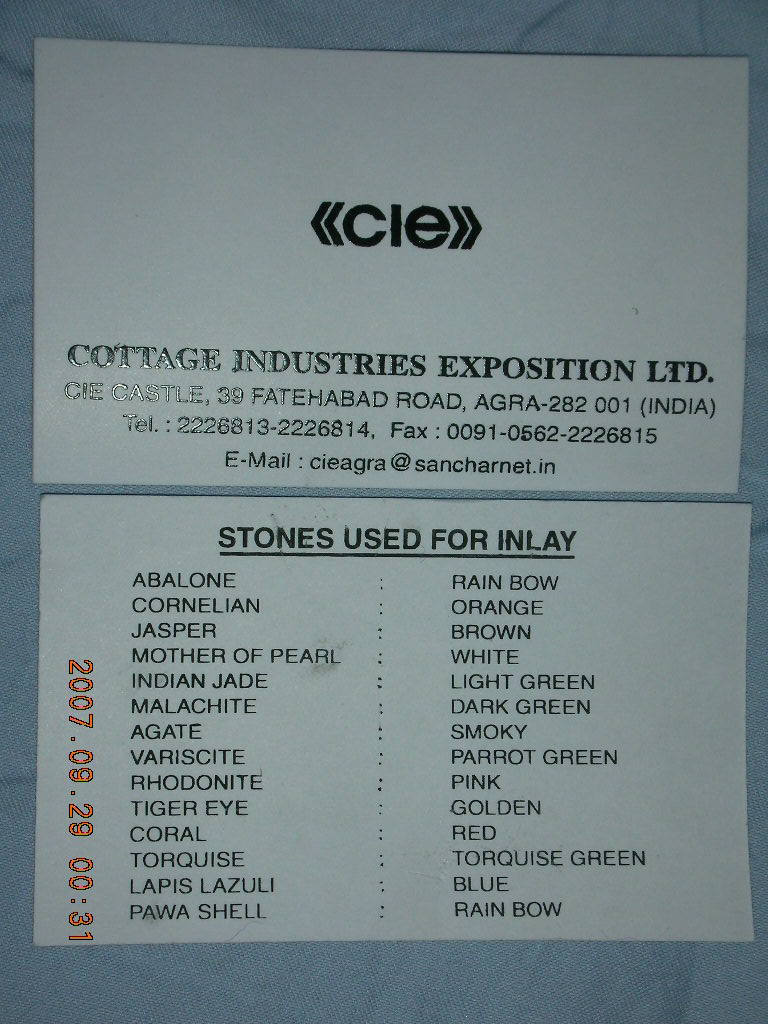 «cie»
COTTAGE INDUSTRIES EXPOSITION LTD.
CIE CASTLE, 39 FATEHABAD ROAD, AGRA-282 001 (INDIA)
Tel. : 2226813-2226814, Fax : 0091-0562-2226815
E-Mail : cieagra@sancharnet.in
STONES USED FOR INLAY
ABALONE : RAIN BOW
CORNELIAN : ORANGE
JASPER : BROWN
MOTHER OF PEARL : WHITE
INDIAN JADE : LIGHT GREEN
MALACHITE : DARK GREEN
AGATE : SMOKY
VARISCITE : PARROT GREEN
RHODONITE : PINK
TIGER EYE : GOLDEN
CORAL : RED
TORQUISE : TORQUISE GREEN
LAPIS LAZULI : BLUE
PAWA SHELL : RAIN BOW
2007.09.29 00:31